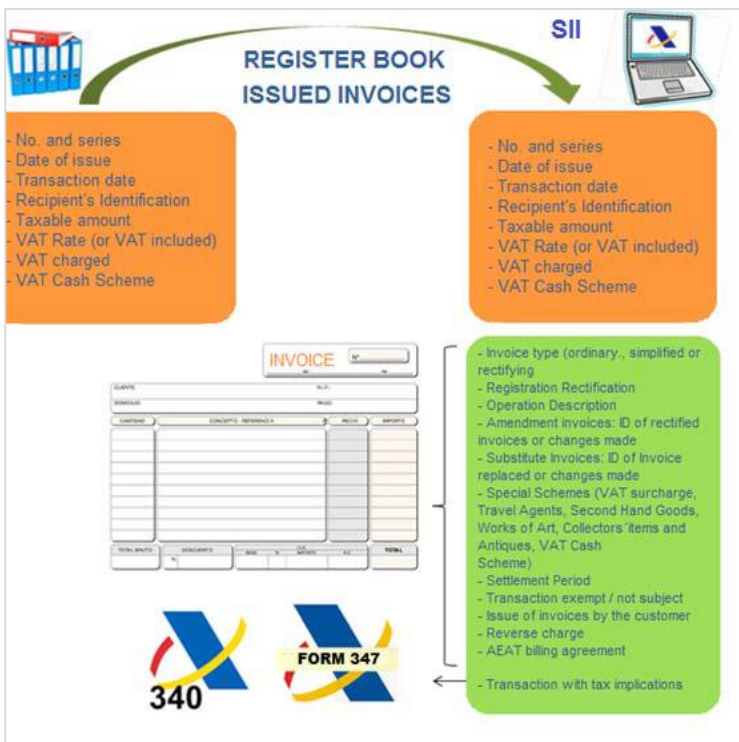 SII
REGISTER BOOK
ISSUED INVOICES
- No. and series
- Date of issue
- Transaction date
- Recipient's Identification
- Taxable amount
- VAT Rate (or VAT included)
- VAT charged
- VAT Cash Scheme
- No. and series
- Date of issue
- Transaction date
- Recipient's Identification
- Taxable amount
- VAT Rate (or VAT included)
- VAT charged
- VAT Cash Scheme
INVOICE Nº
CLIENTE: N.I.F.:
DOMICILIO:
CANTIDAD CONCEPTO - REFERENCIA PRECIO IMPORTE
TOTAL BRUTO DESCUENTO BASE % IMPORTE R.E. TOTAL
%
- Invoice type (ordinary., simplified or
rectifying
- Registration Rectification
- Operation Description
- Amendment invoices: ID of rectified
invoices or changes made
- Substitute Invoices: ID of Invoice
replaced or changes made
- Special Schemes (VAT surcharge,
Travel Agents, Second Hand Goods,
Works of Art, Collectors´items and
Antiques, VAT Cash
Scheme)
- Settlement Period
- Transaction exempt / not subject
- Issue of invoices by the customer
- Reverse charge
- AEAT billing agreement
- Transaction with tax implications
340
FORM 347